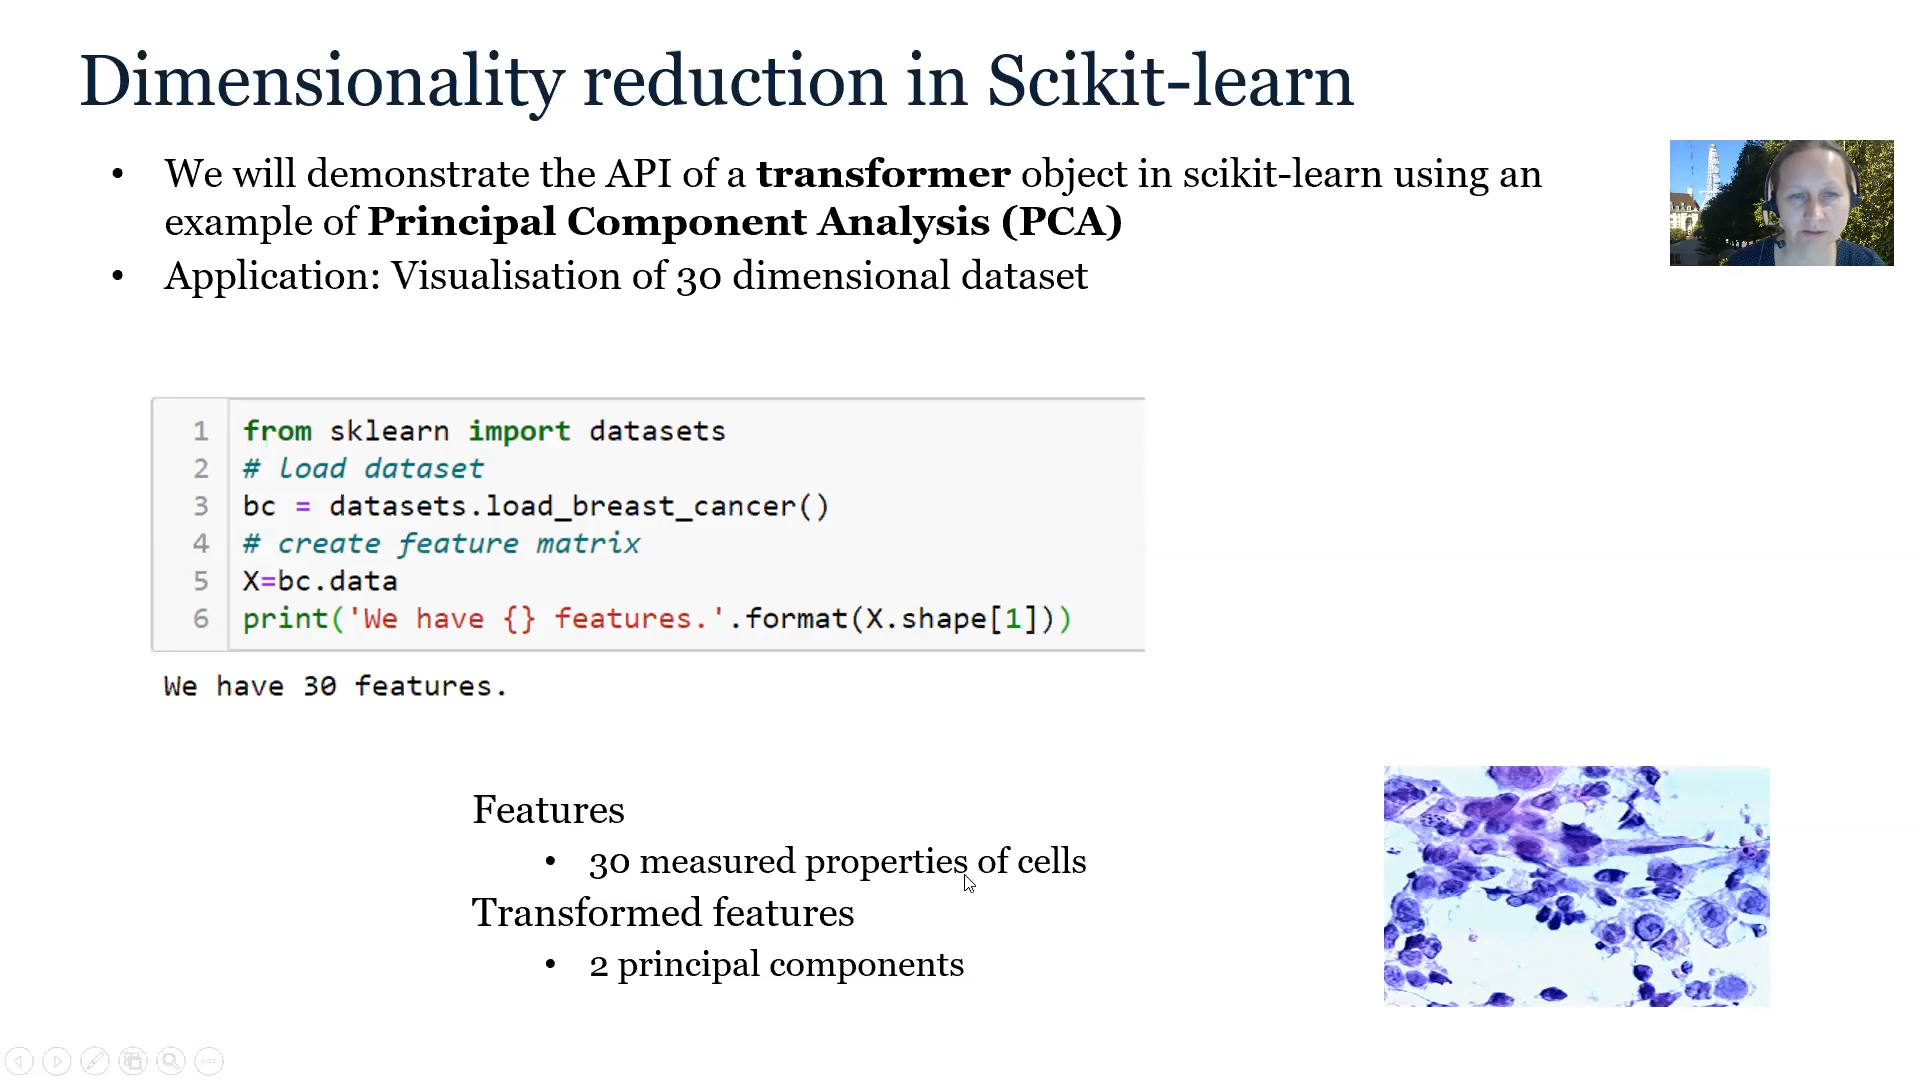 Dimensionality reduction in Scikit-learn
• We will demonstrate the API of a transformer object in scikit-learn using an
example of Principal Component Analysis (PCA)
• Application: Visualisation of 30 dimensional dataset
1 from sklearn import datasets
2 # load dataset
3 bc = datasets.load_breast_cancer()
4 # create feature matrix
5 X=bc.data
6 print('We have {} features.'.format(X.shape[1]))
We have 30 features.
Features
• 30 measured properties of cells
Transformed features
• 2 principal components